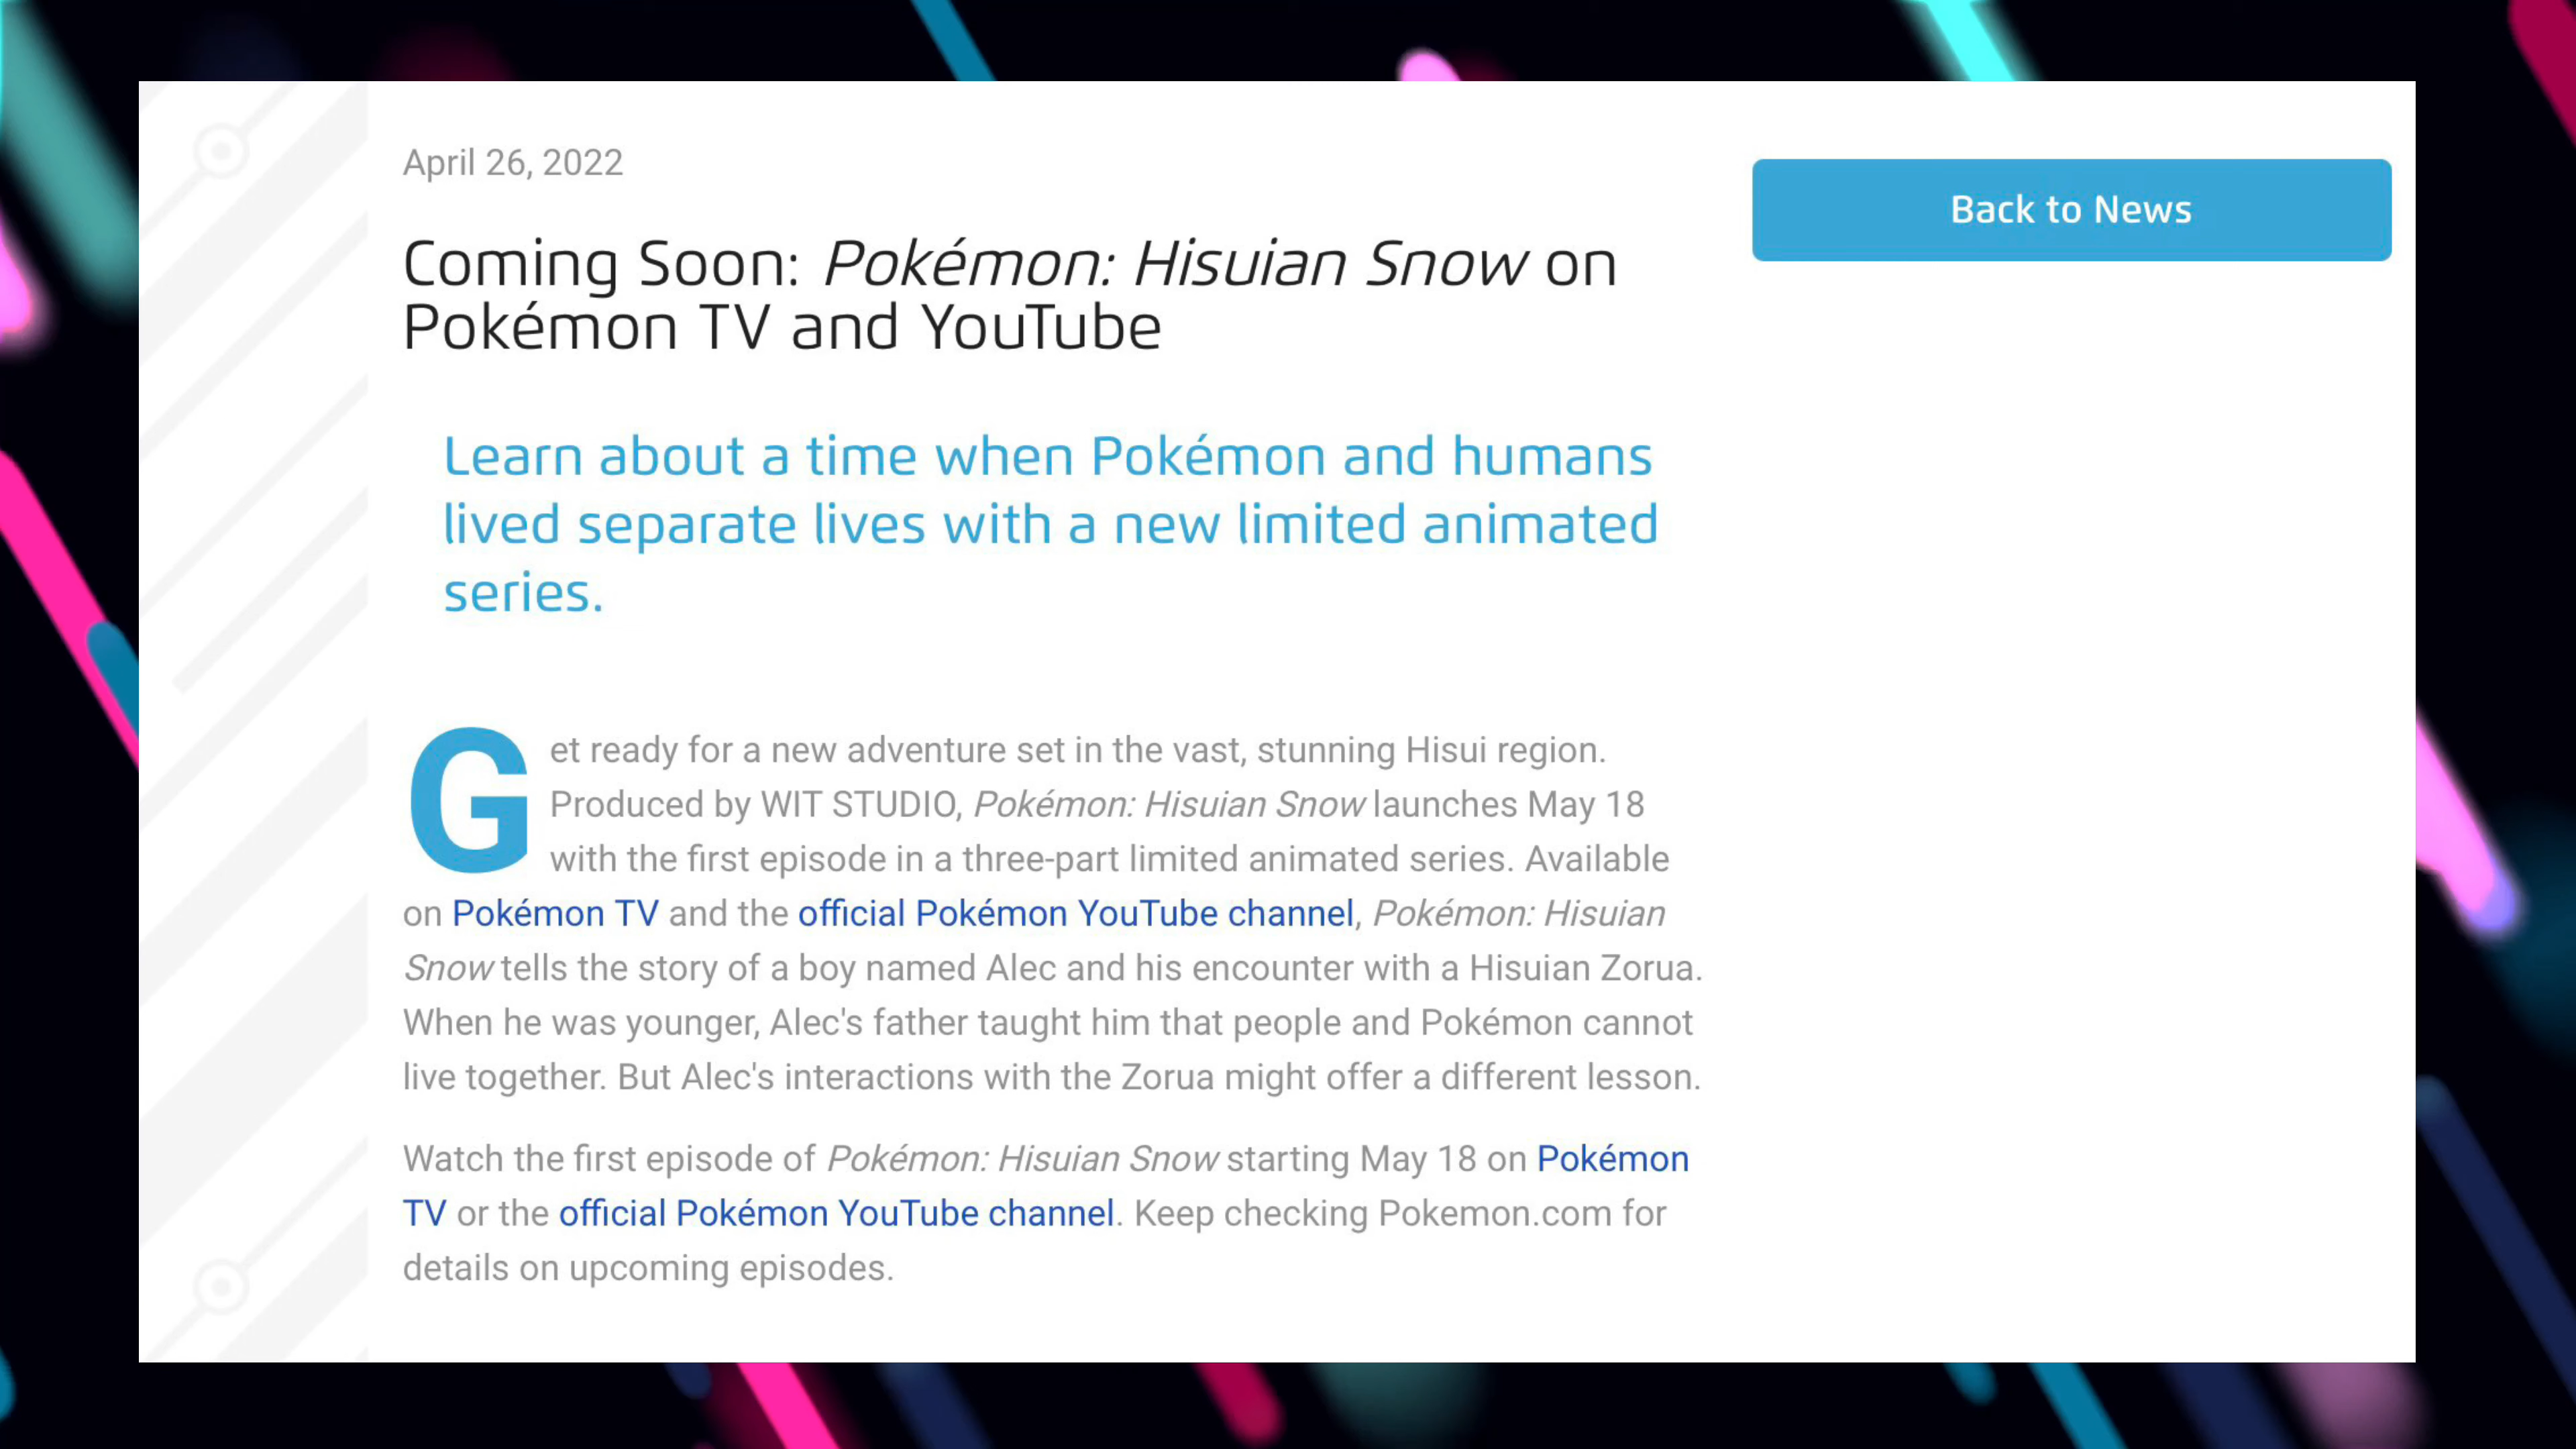 April 26, 2022
Back to News
Coming Soon: Pokémon: Hisuian Snow on
Pokémon TV and YouTube
Learn about a time when Pokémon and humans
lived separate lives with a new limited animated
series.
Get ready for a new adventure set in the vast, stunning Hisui region.
Produced by WIT STUDIO, Pokémon: Hisuian Snow launches May 18
with the first episode in a three-part limited animated series. Available
on Pokémon TV and the official Pokémon YouTube channel, Pokémon: Hisuian
Snow tells the story of a boy named Alec and his encounter with a Hisuian Zorua.
When he was younger, Alec's father taught him that people and Pokémon cannot
live together. But Alec's interactions with the Zorua might offer a different lesson.
Watch the first episode of Pokémon: Hisuian Snow starting May 18 on Pokémon
TV or the official Pokémon YouTube channel. Keep checking Pokemon.com for
details on upcoming episodes.